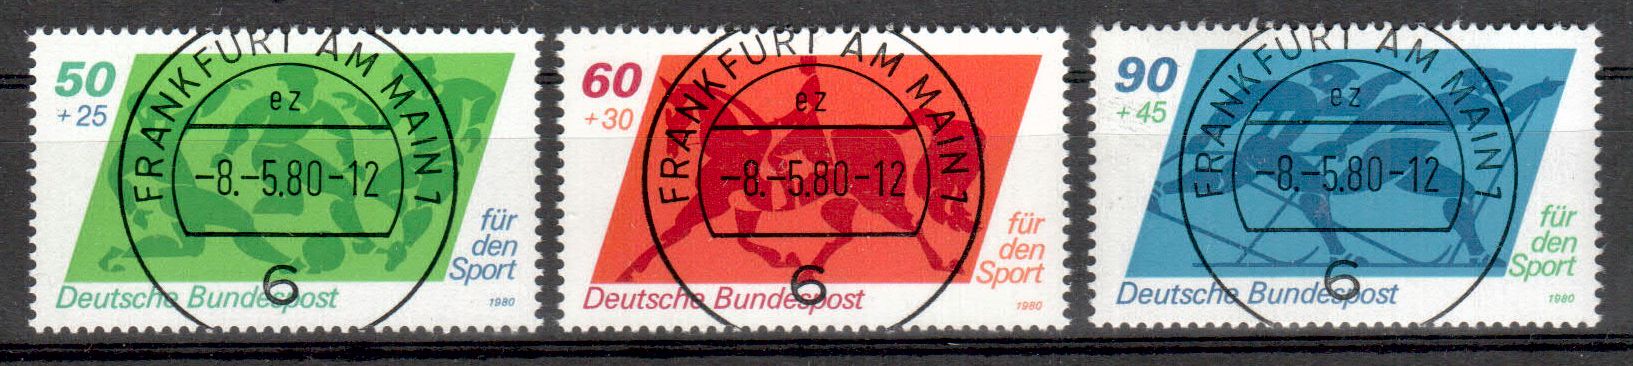 50
+ 25
FRANKFURT AM MAIN 1
ez
-8.-5.80-12
6
für
den
Sport
Deutsche Bundespost
1980
60
+ 30
FRANKFURT AM MAIN 1
ez
-8.-5.80-12
6
für
den
Sport
Deutsche Bundespost
1980
90
+ 45
FRANKFURT AM MAIN 1
ez
-8.-5.80-12
6
für
den
Sport
Deutsche Bundespost
1980